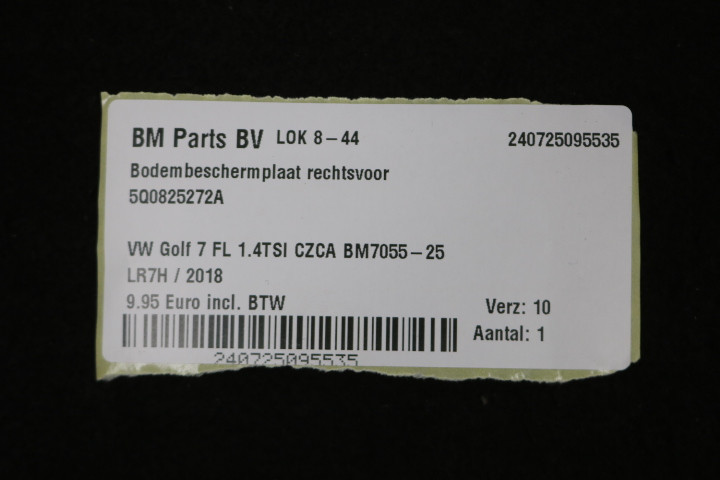 BM Parts BV LOK 8-44 240725095535
Bodembeschermplaat rechtsvoor
5Q0825272A
VW Golf 7 FL 1.4TSI CZCA BM7055-25
LR7H / 2018
9.95 Euro incl. BTW Verz: 10
Aantal: 1
240725095535